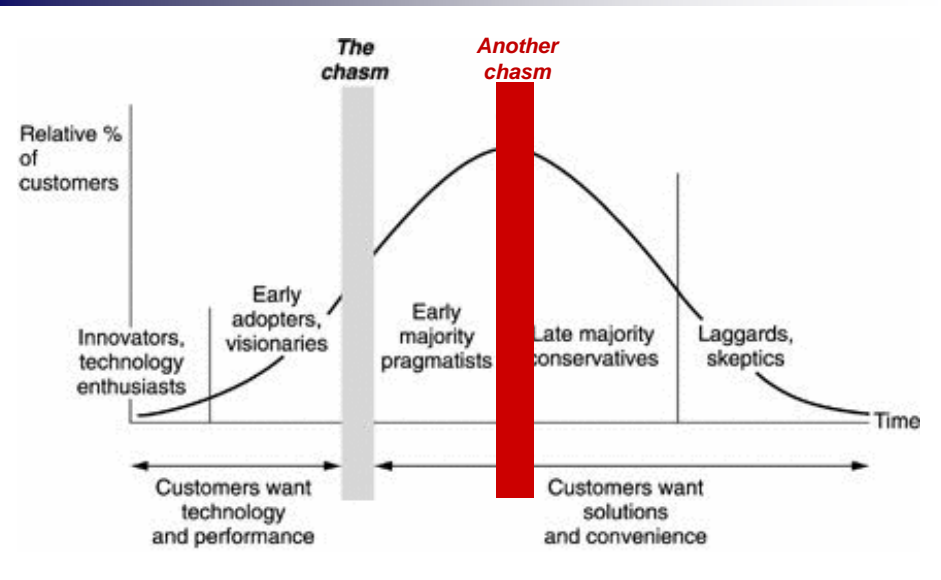 The
chasm
Another
chasm
Relative %
of
customers
Innovators,
technology
enthusiasts
Early
adopters,
visionaries
Early
majority
pragmatists
Late majority
conservatives
Laggards,
skeptics
Time
Customers want
technology
and performance
Customers want
solutions
and convenience